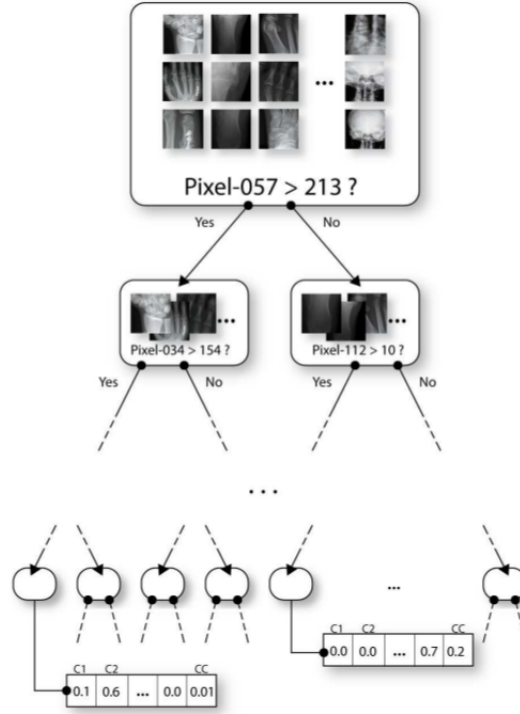 ...
Pixel-057 > 213 ?
Yes No
...
...
Pixel-034 > 154 ?
Pixel-112 > 10 ?
Yes No
Yes No
...
...
C1 C2 CC
0.0 0.0 ... 0.7 0.2
C1 C2 CC
0.1 0.6 ... 0.0 0.01